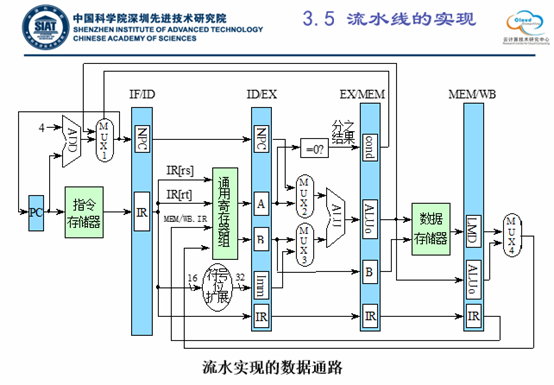 中国科学院深圳先进技术研究院
SHENZHEN INSTITUTE OF ADVANCED TECHNOLOGY
CHINESE ACADEMY OF SCIENCES
SIAT
3.5 流水线的实现
Cloud
云计算技术研究中心
IF/ID
ID/EX
EX/MEM
MEM/WB
4
ADD
MUX1
NPC
NPC
=0?
分之结果
cond
PC
指令存储器
IR
IR[rs]
IR[rt]
MEM/WB.IR
通用寄存器组
A
B
MUX2
MUX3
ALU
ALUo
数据存储器
LMD
MUX4
16
符号位扩展
32
Imm
B
ALUo
IR
IR
IR
流水实现的数据通路